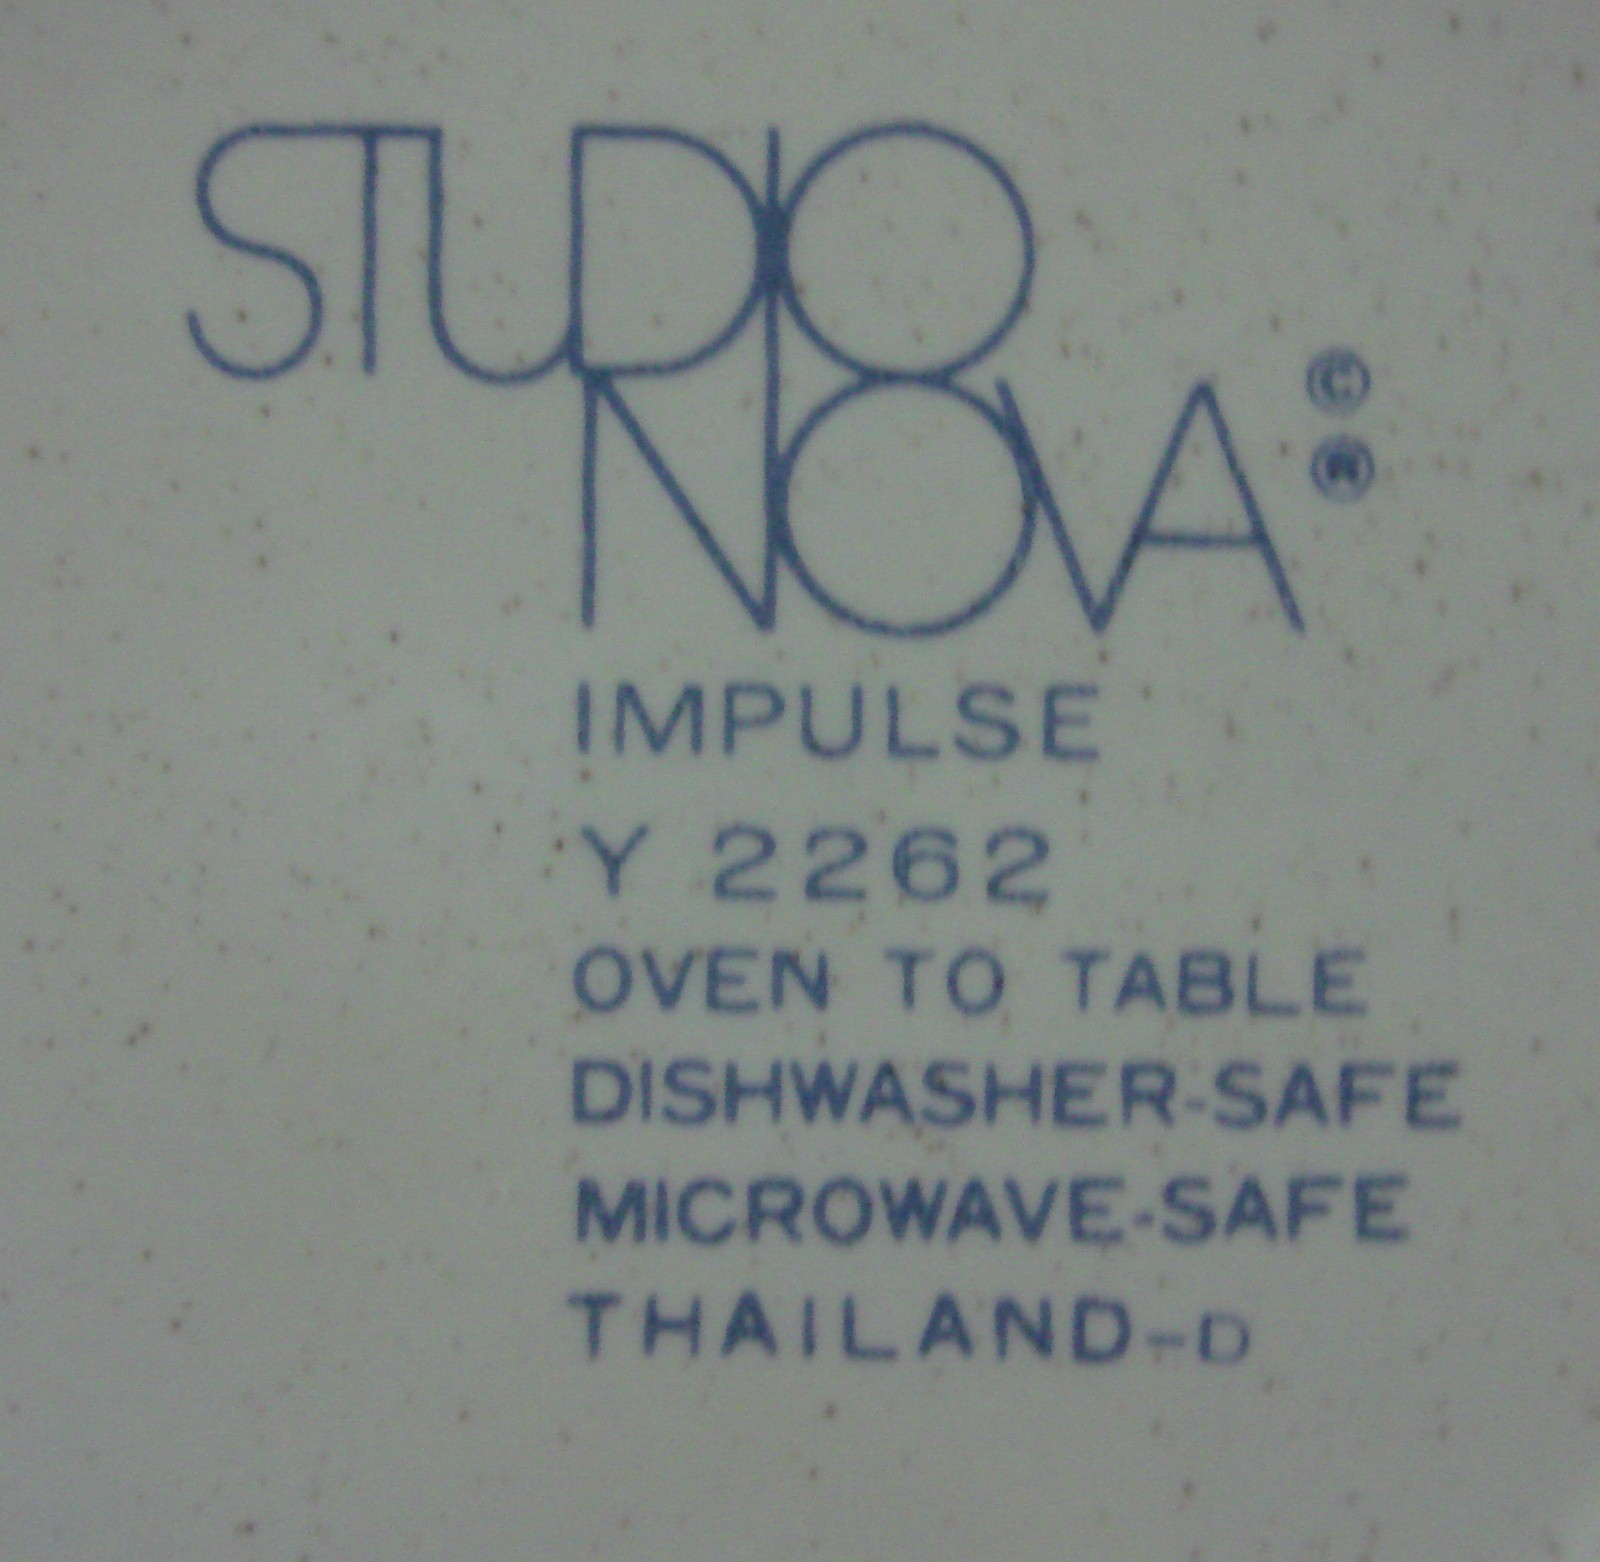 STUDIO
NOVA © ®
IMPULSE
Y 2262
OVEN TO TABLE
DISHWASHER-SAFE
MICROWAVE-SAFE
THAILAND-D